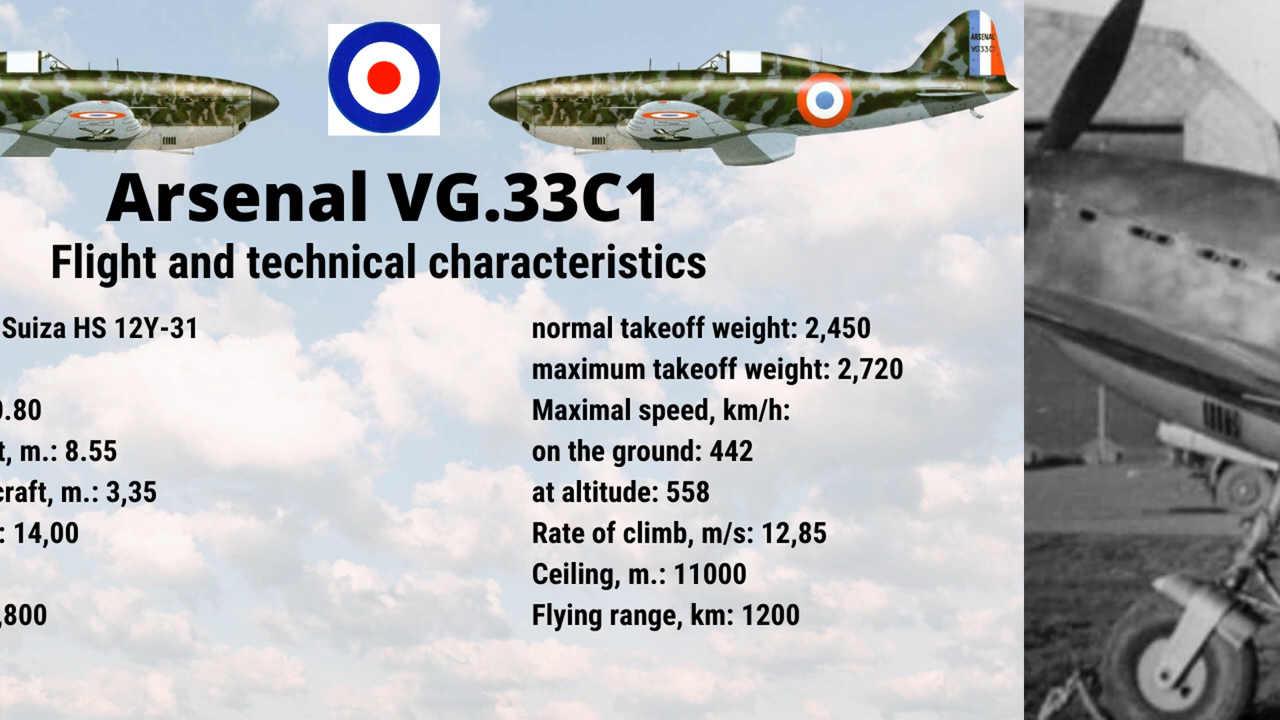 ARSENAL
VG33C1
Arsenal VG.33C1
Flight and technical characteristics
Suiza HS 12Y-31
.80
, m.: 8.55
craft, m.: 3,35
: 14,00
,800
normal takeoff weight: 2,450
maximum takeoff weight: 2,720
Maximal speed, km/h:
on the ground: 442
at altitude: 558
Rate of climb, m/s: 12,85
Ceiling, m.: 11000
Flying range, km: 1200